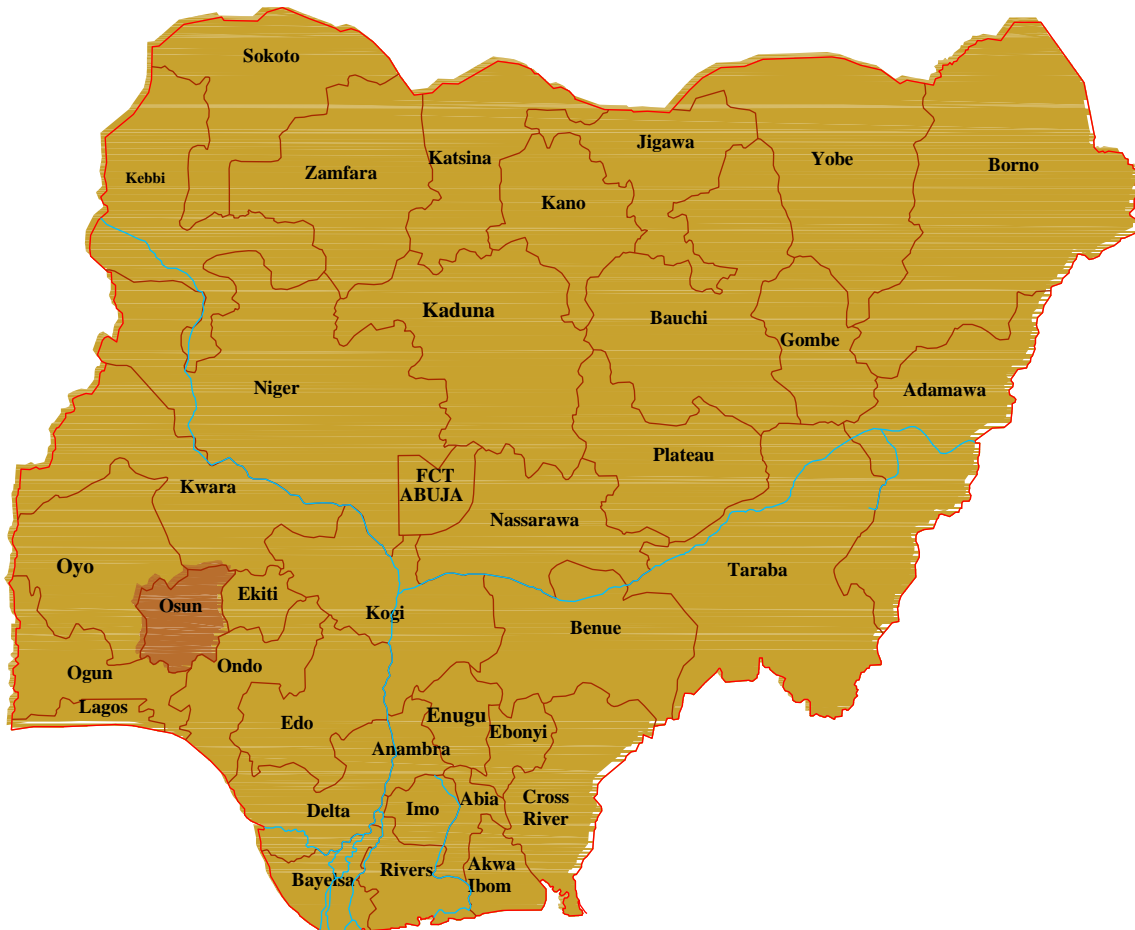 Sokoto
Jigawa
Yobe
Katsina
Borno
Zamfara
Kebbi
Kano
Kaduna
Bauchi
Gombe
Niger
Adamawa
Plateau
FCT
ABUJA
Kwara
Nassarawa
Oyo
Taraba
Ekiti
Osun
Kogi
Benue
Ogun
Ondo
Lagos
Enugu
Edo
Ebonyi
Anambra
Abia
Cross
River
Delta
Imo
Rivers
Akwa
Ibom
Bayelsa